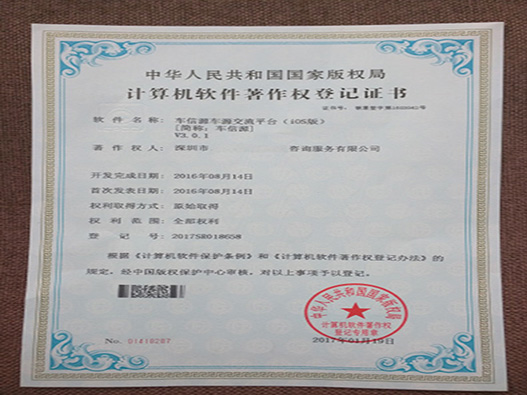 中华人民共和国国家版权局
计算机软件著作权登记证书
证书号：
软件名称： 车信源车源交流平台（iOS版）
[简称：车信源]
V3.0.1
著作权人： 深圳市 咨询服务有限公司
开发完成日期： 2016年08月14日
首次发表日期： 2016年08月14日
权利取得方式： 原始取得
权利范围： 全部权利
登记号： 2017SR018658
根据《计算机软件保护条例》和《计算机软件著作权登记办法》的
规定，经中国版权保护中心审核，对以上事项予以登记。
中华人民共和国国家版权局
计算机软件著作权
登记专用章
No. 01418287
2017年01月19日